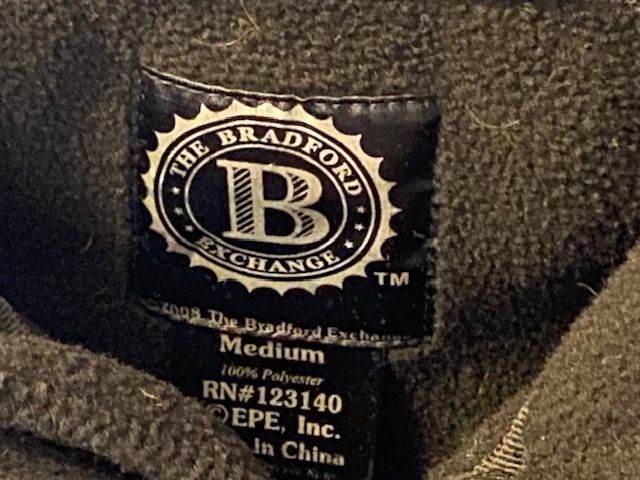 THE BRADFORD
B
EXCHANGE
TM
©2008 The Bradford Exchange
Medium
100% Polyester
RN#123140
©EPE, Inc.
In China